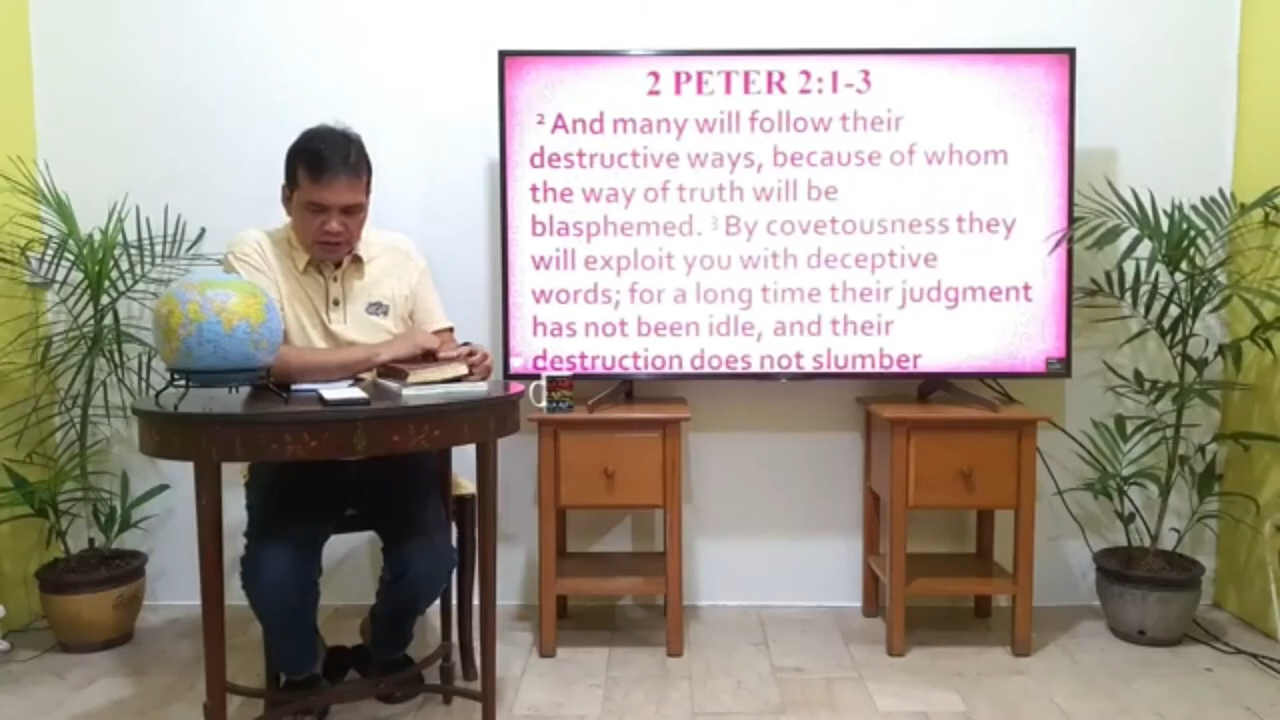 2 PETER 2:1-3
² And many will follow their
destructive ways, because of whom
the way of truth will be
blasphemed. ³ By covetousness they
will exploit you with deceptive
words; for a long time their judgment
has not been idle, and their
destruction does not slumber